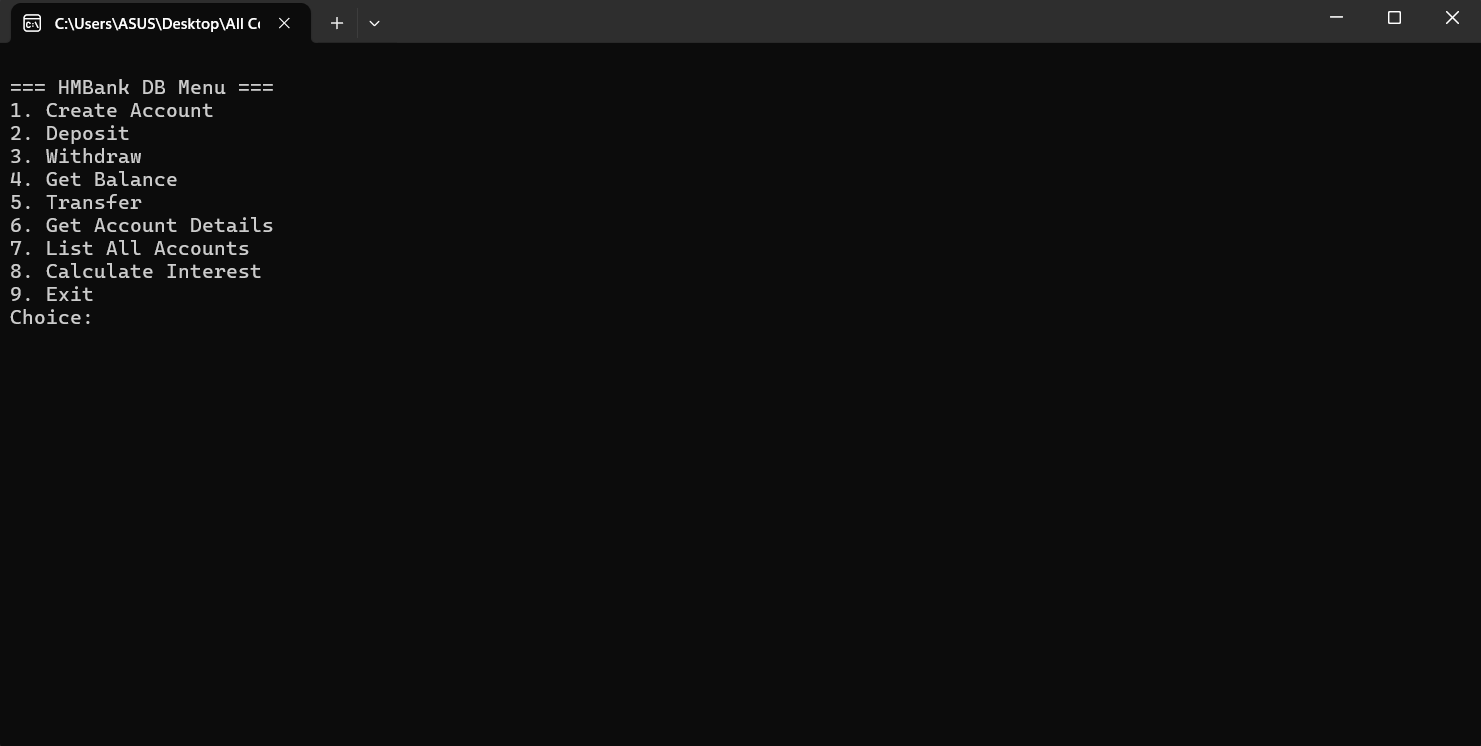 C:\Users\ASUS\Desktop\All
=== HMBank DB Menu ===
1. Create Account
2. Deposit
3. Withdraw
4. Get Balance
5. Transfer
6. Get Account Details
7. List All Accounts
8. Calculate Interest
9. Exit
Choice: